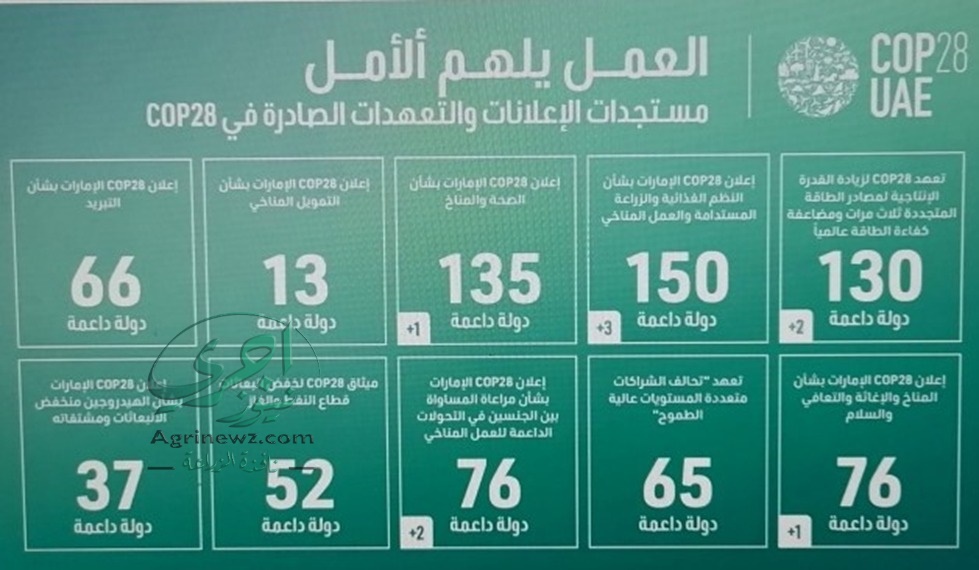 COP28
UAE
العمل يلهم ألأمل
مستجدات الإعلانات والتعهدات الصادرة في COP28
تعهد COP28 لزيادة القدرة
الإنتاجية لمصادر الطاقة
المتجددة ثلاث مرات ومضاعفة
كفاءة الطاقة عالمياً
130
دولة داعمة
+2
إعلان COP28 الإمارات بشأن
النظم الغذائية والزراعة
المستدامة والعمل المناخي
150
دولة داعمة
+3
إعلان COP28 الإمارات بشأن
الصحة والمناخ
135
دولة داعمة
+1
إعلان COP28 الإمارات بشأن
التمويل المناخي
13
دولة داعمة
إعلان COP28 الإمارات بشأن
التبريد
66
دولة داعمة
إعلان COP28 الإمارات بشأن
المناخ والإغاثة والتعافي
والسلام
76
دولة داعمة
+1
تعهد "تحالف الشراكات
متعددة المستويات عالية
الطموح"
65
دولة داعمة
إعلان COP28 الإمارات
بشأن مراعاة المساواة
بين الجنسين في التحولات
الداعمة للعمل المناخي
76
دولة داعمة
+2
ميثاق COP28 لخفض انبعاثات
قطاع النفط والغاز
52
دولة داعمة
إعلان COP28 الإمارات
بشأن الهيدروجين منخفض
الانبعاثات ومشتقاته
37
دولة داعمة
أجري نيوز
Agrinewz.com
نافذة الزراعة